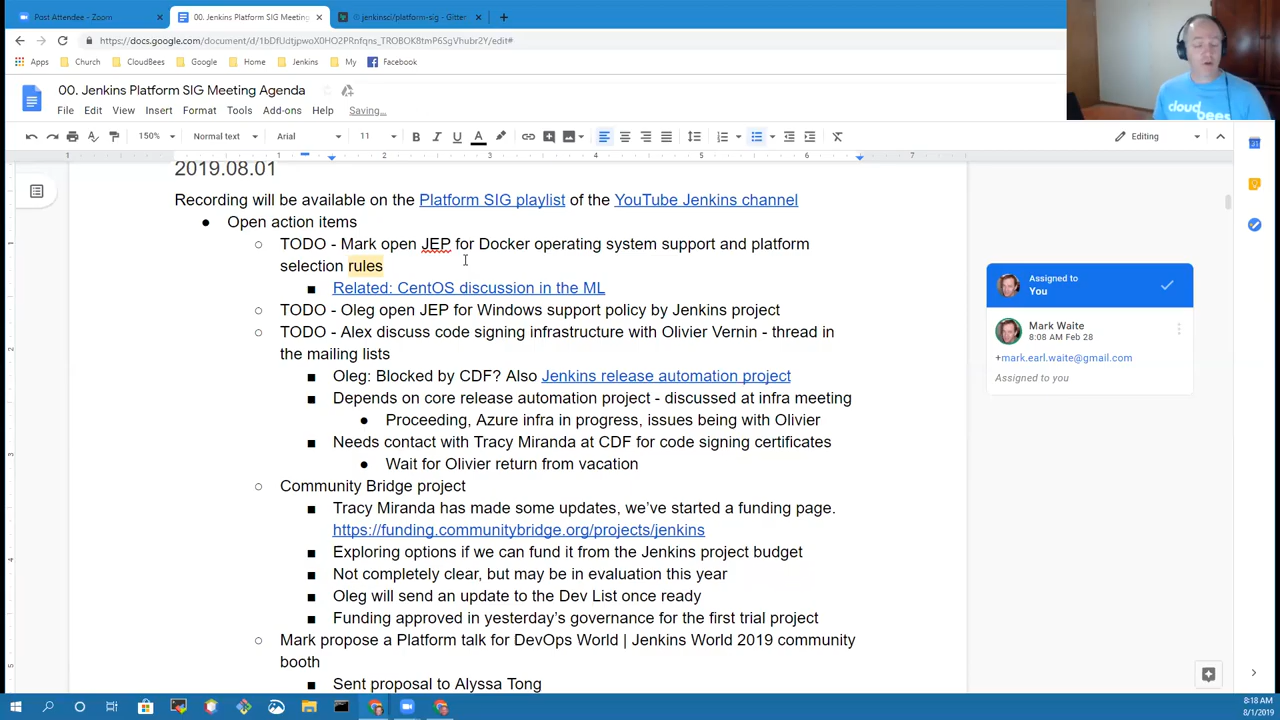 Past Attendee - Zoom
00. Jenkins Platform SIG Meeting
jenkinsci/platform-sig - Gitter
https://docs.google.com/document/d/1bDfUdtjpwoX0HO2PRnfqns_TROBOK8tmP6SgVhubr2Y/edit#
Apps Church CloudBees Google Home Jenkins My Facebook
00. Jenkins Platform SIG Meeting Agenda
File Edit View Insert Format Tools Add-ons Help Saving...
150% Normal text Arial 11 Editing
2019.08.01
Recording will be available on the Platform SIG playlist of the YouTube Jenkins channel
● Open action items
○ TODO - Mark open JEP for Docker operating system support and platform
selection rules
■ Related: CentOS discussion in the ML
○ TODO - Oleg open JEP for Windows support policy by Jenkins project
○ TODO - Alex discuss code signing infrastructure with Olivier Vernin - thread in
the mailing lists
■ Oleg: Blocked by CDF? Also Jenkins release automation project
■ Depends on core release automation project - discussed at infra meeting
● Proceeding, Azure infra in progress, issues being with Olivier
■ Needs contact with Tracy Miranda at CDF for code signing certificates
● Wait for Olivier return from vacation
○ Community Bridge project
■ Tracy Miranda has made some updates, we've started a funding page.
https://funding.communitybridge.org/projects/jenkins
■ Exploring options if we can fund it from the Jenkins project budget
■ Not completely clear, but may be in evaluation this year
■ Oleg will send an update to the Dev List once ready
■ Funding approved in yesterday's governance for the first trial project
○ Mark propose a Platform talk for DevOps World | Jenkins World 2019 community
booth
■ Sent proposal to Alyssa Tong
Assigned to
You
Mark Waite
8:08 AM Feb 28
+mark.earl.waite@gmail.com
Assigned to you
cloud
bees
8:18 AM
8/1/2019